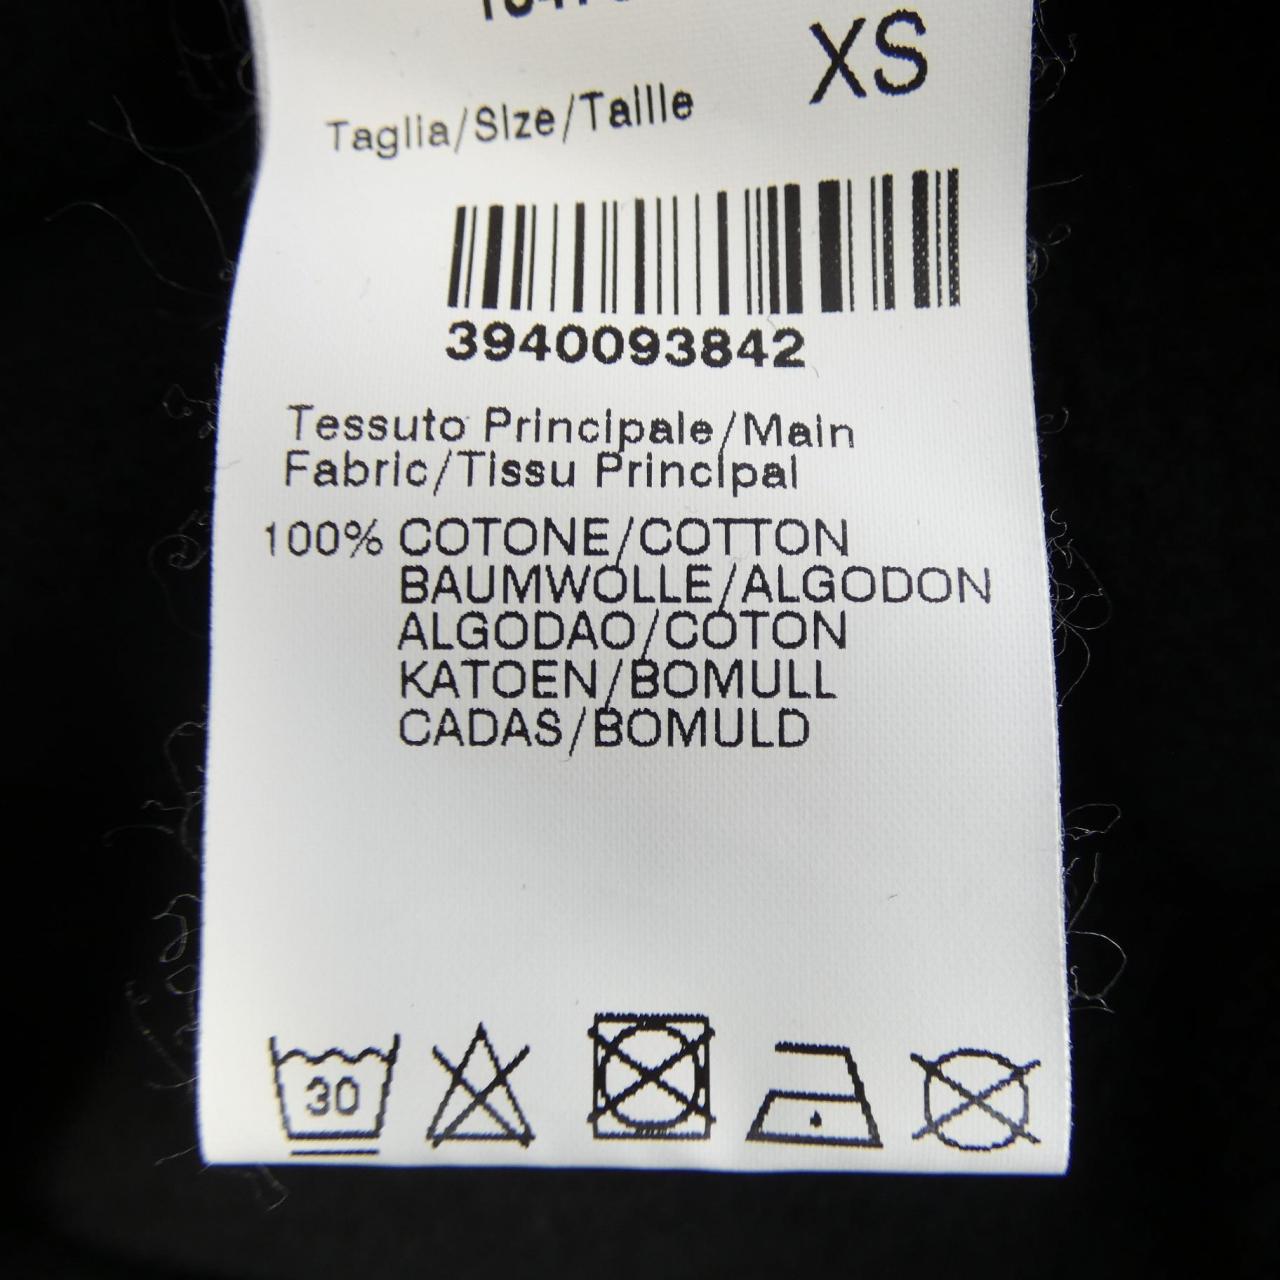 XS
Taglia/Size/Taille
3940093842
Tessuto Principale/Main
Fabric/Tissu Principal
100% COTONE/COTTON
BAUMWOLLE/ALGODON
ALGODAO/COTON
KATOEN/BOMULL
CADAS/BOMULD
30